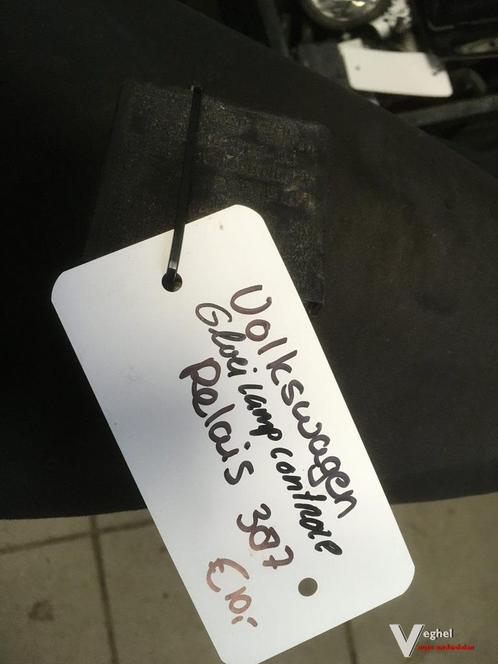 Volkswagen
Gloeilamp controle
Relais 387
€10,-
Veghel